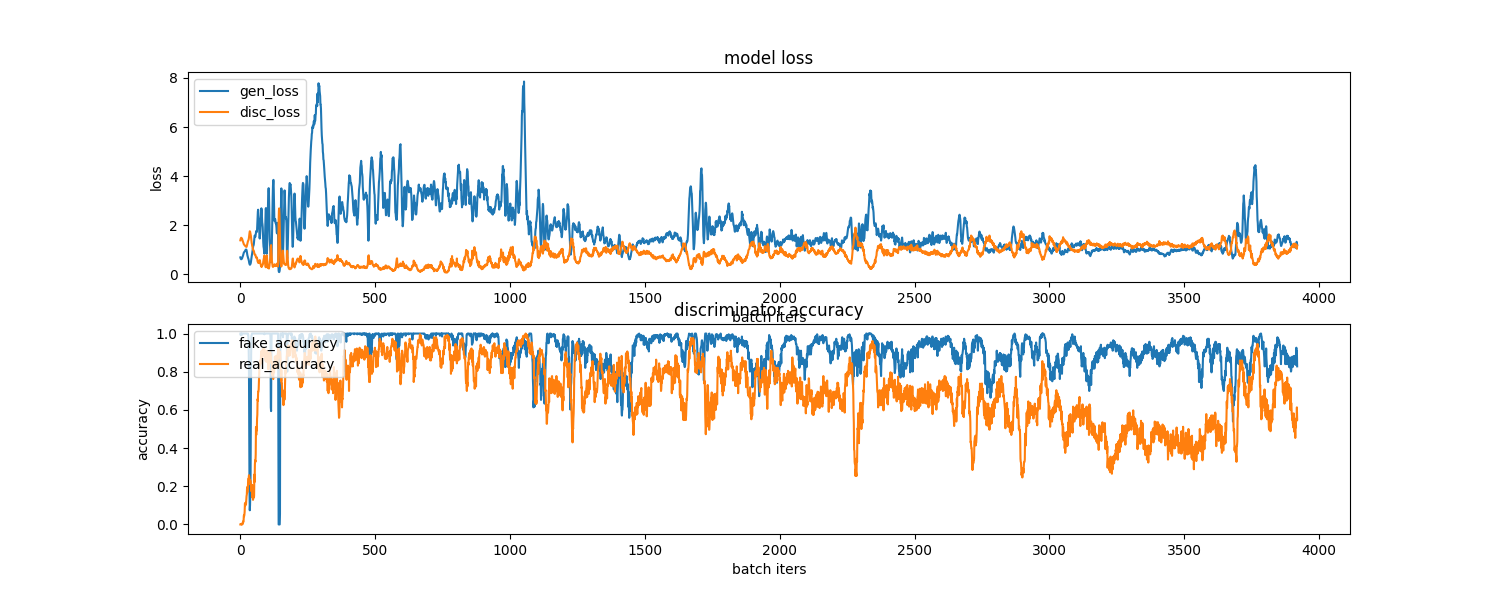 model loss
8
6
4
2
0
loss
gen_loss
disc_loss
0 500 1000 1500 2000 2500 3000 3500 4000
batch iters
discriminator accuracy
1.0
0.8
0.6
0.4
0.2
0.0
accuracy
fake_accuracy
real_accuracy
0 500 1000 1500 2000 2500 3000 3500 4000
batch iters